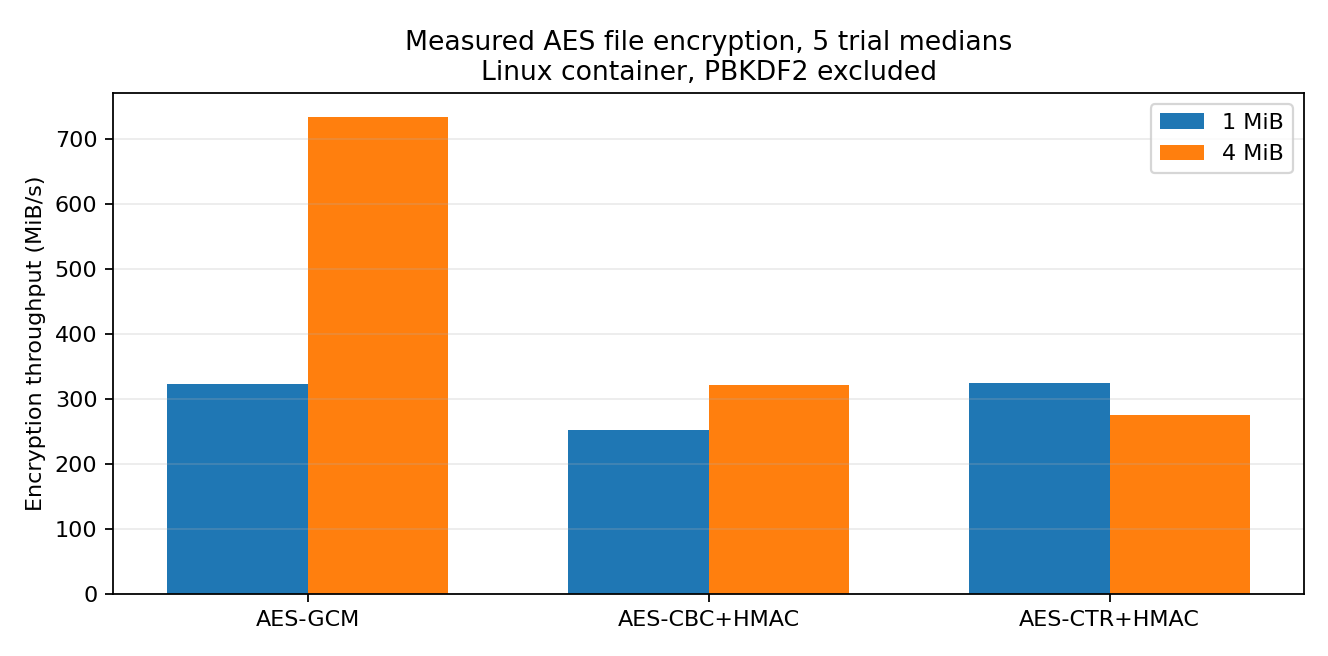 Measured AES file encryption, 5 trial medians
Linux container, PBKDF2 excluded
Encryption throughput (MiB/s)
700
600
500
400
300
200
100
0
1 MiB
4 MiB
AES-GCM
AES-CBC+HMAC
AES-CTR+HMAC